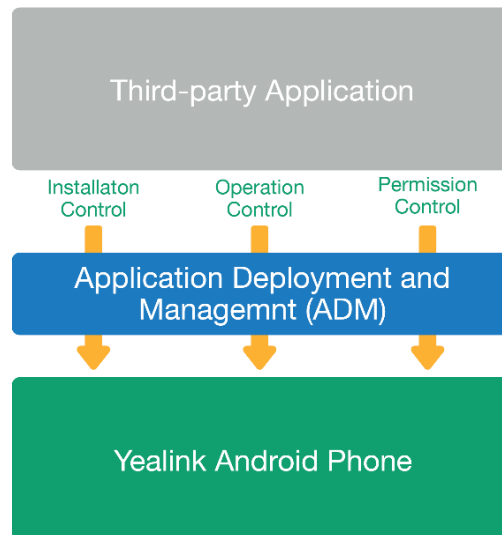 Third-party Application
Installaton Operation Permission
Control Control Control
Application Deployment and
Managemnt (ADM)
Yealink Android Phone